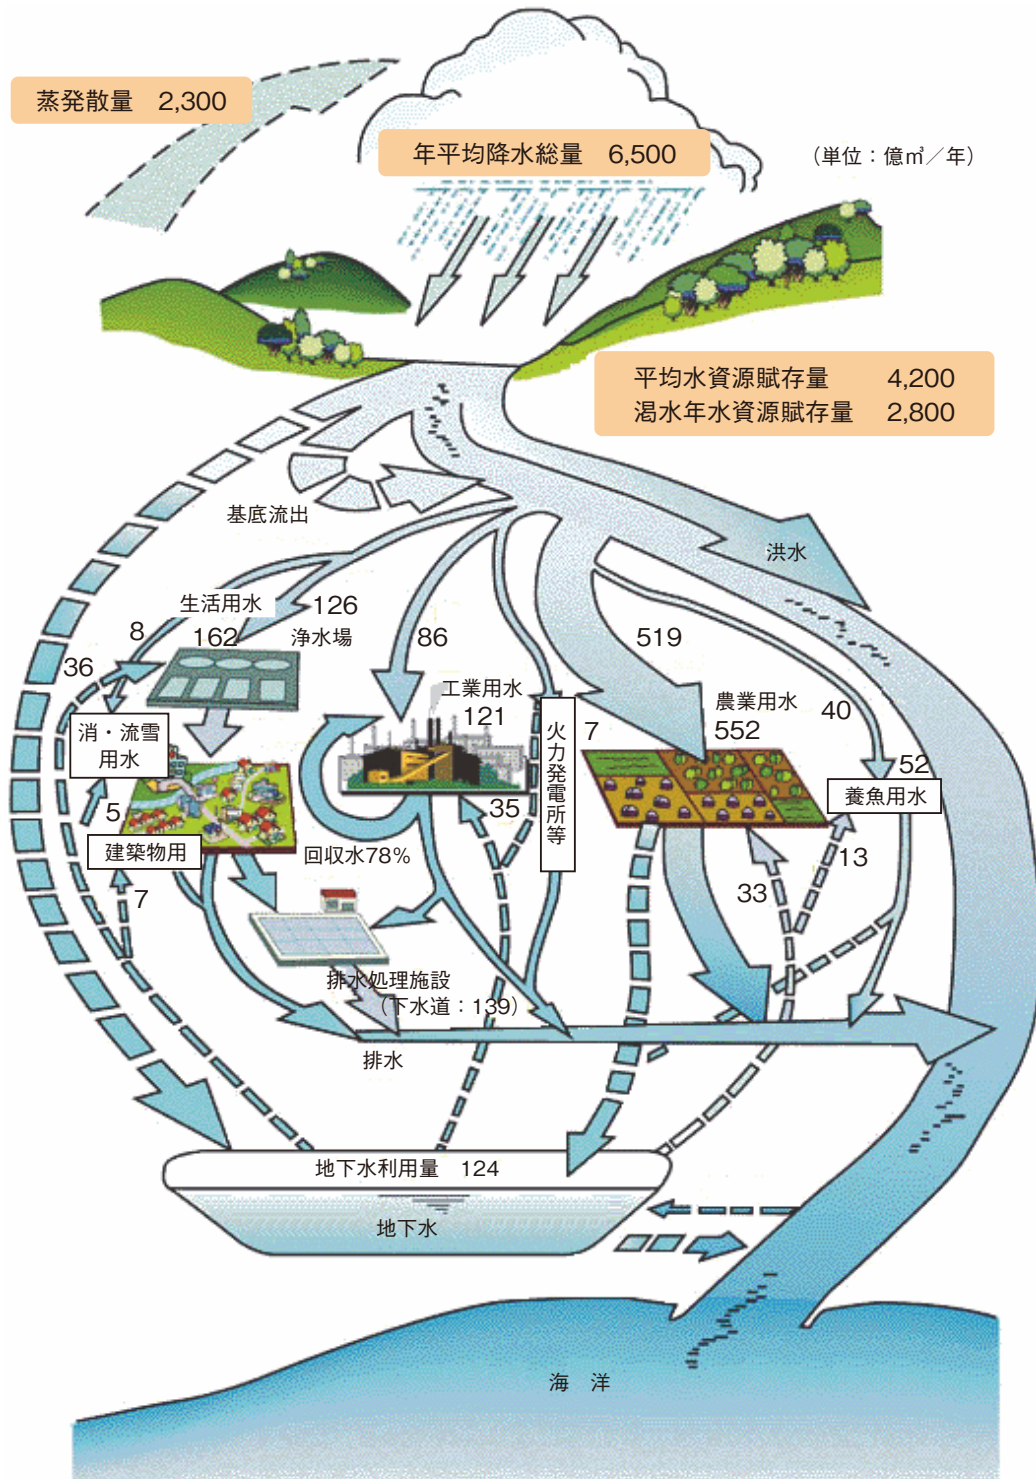 蒸発散量 2,300
年平均降水総量 6,500
(単位:億㎥/年)
平均水資源賦存量 4,200
渇水年水資源賦存量 2,800
基底流出
洪水
生活用水
162
126
浄水場
8
36
消・流雪
用水
5
建築物用
7
86
工業用水
121
35
回収水78%
火力発電所等
7
519
農業用水
552
40
52
養魚用水
13
33
排水処理施設
(下水道:139)
排水
地下水利用量 124
地下水
海 洋